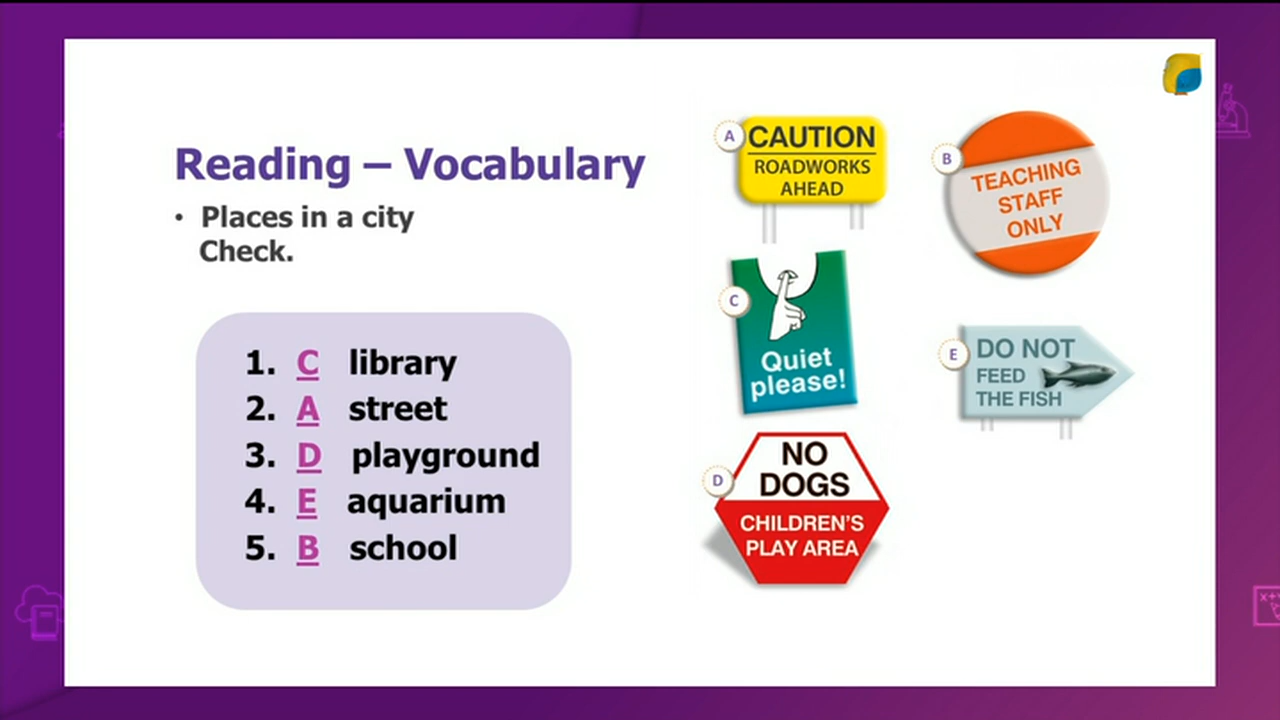 Reading – Vocabulary
• Places in a city
Check.
1. C library
2. A street
3. D playground
4. E aquarium
5. B school
A
CAUTION
ROADWORKS
AHEAD
B
TEACHING
STAFF
ONLY
C
Quiet
please!
E
DO NOT
FEED
THE FISH
D
NO
DOGS
CHILDREN'S
PLAY AREA